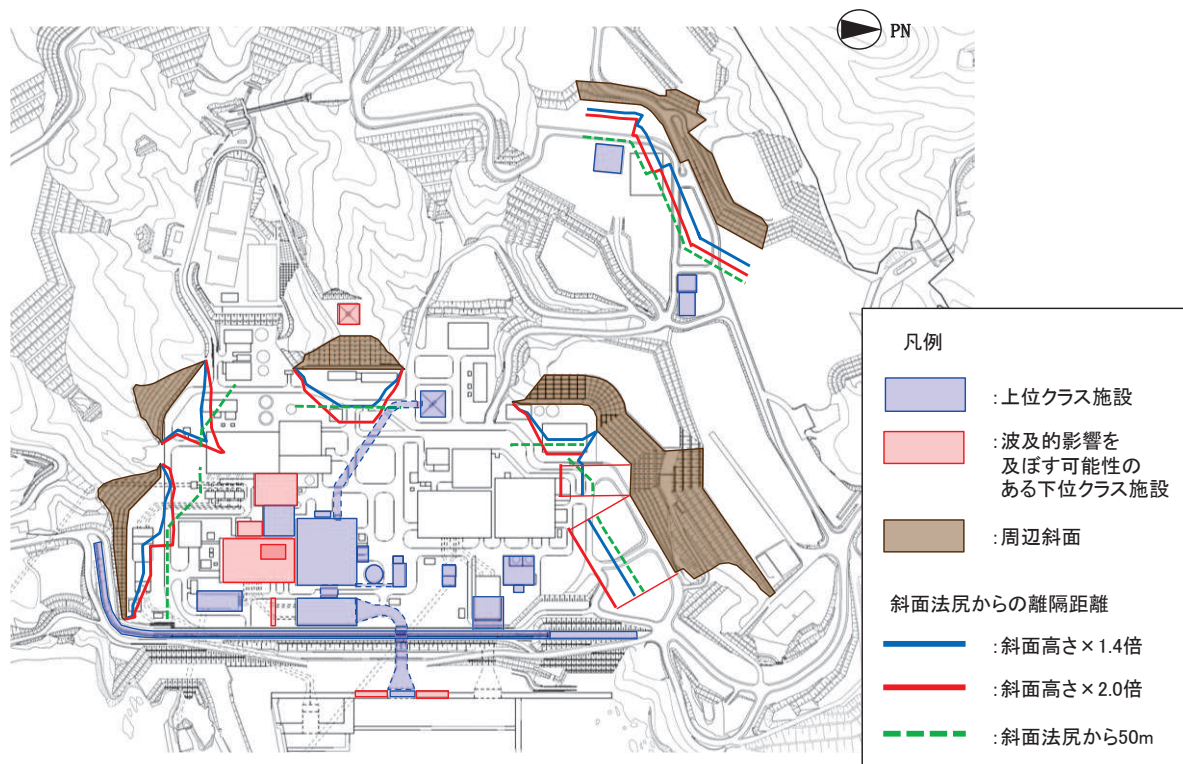 PN
凡例
:上位クラス施設
:波及的影響を
及ぼす可能性の
ある下位クラス施設
:周辺斜面
斜面法尻からの離隔距離
:斜面高さ×1.4倍
:斜面高さ×2.0倍
:斜面法尻から50m